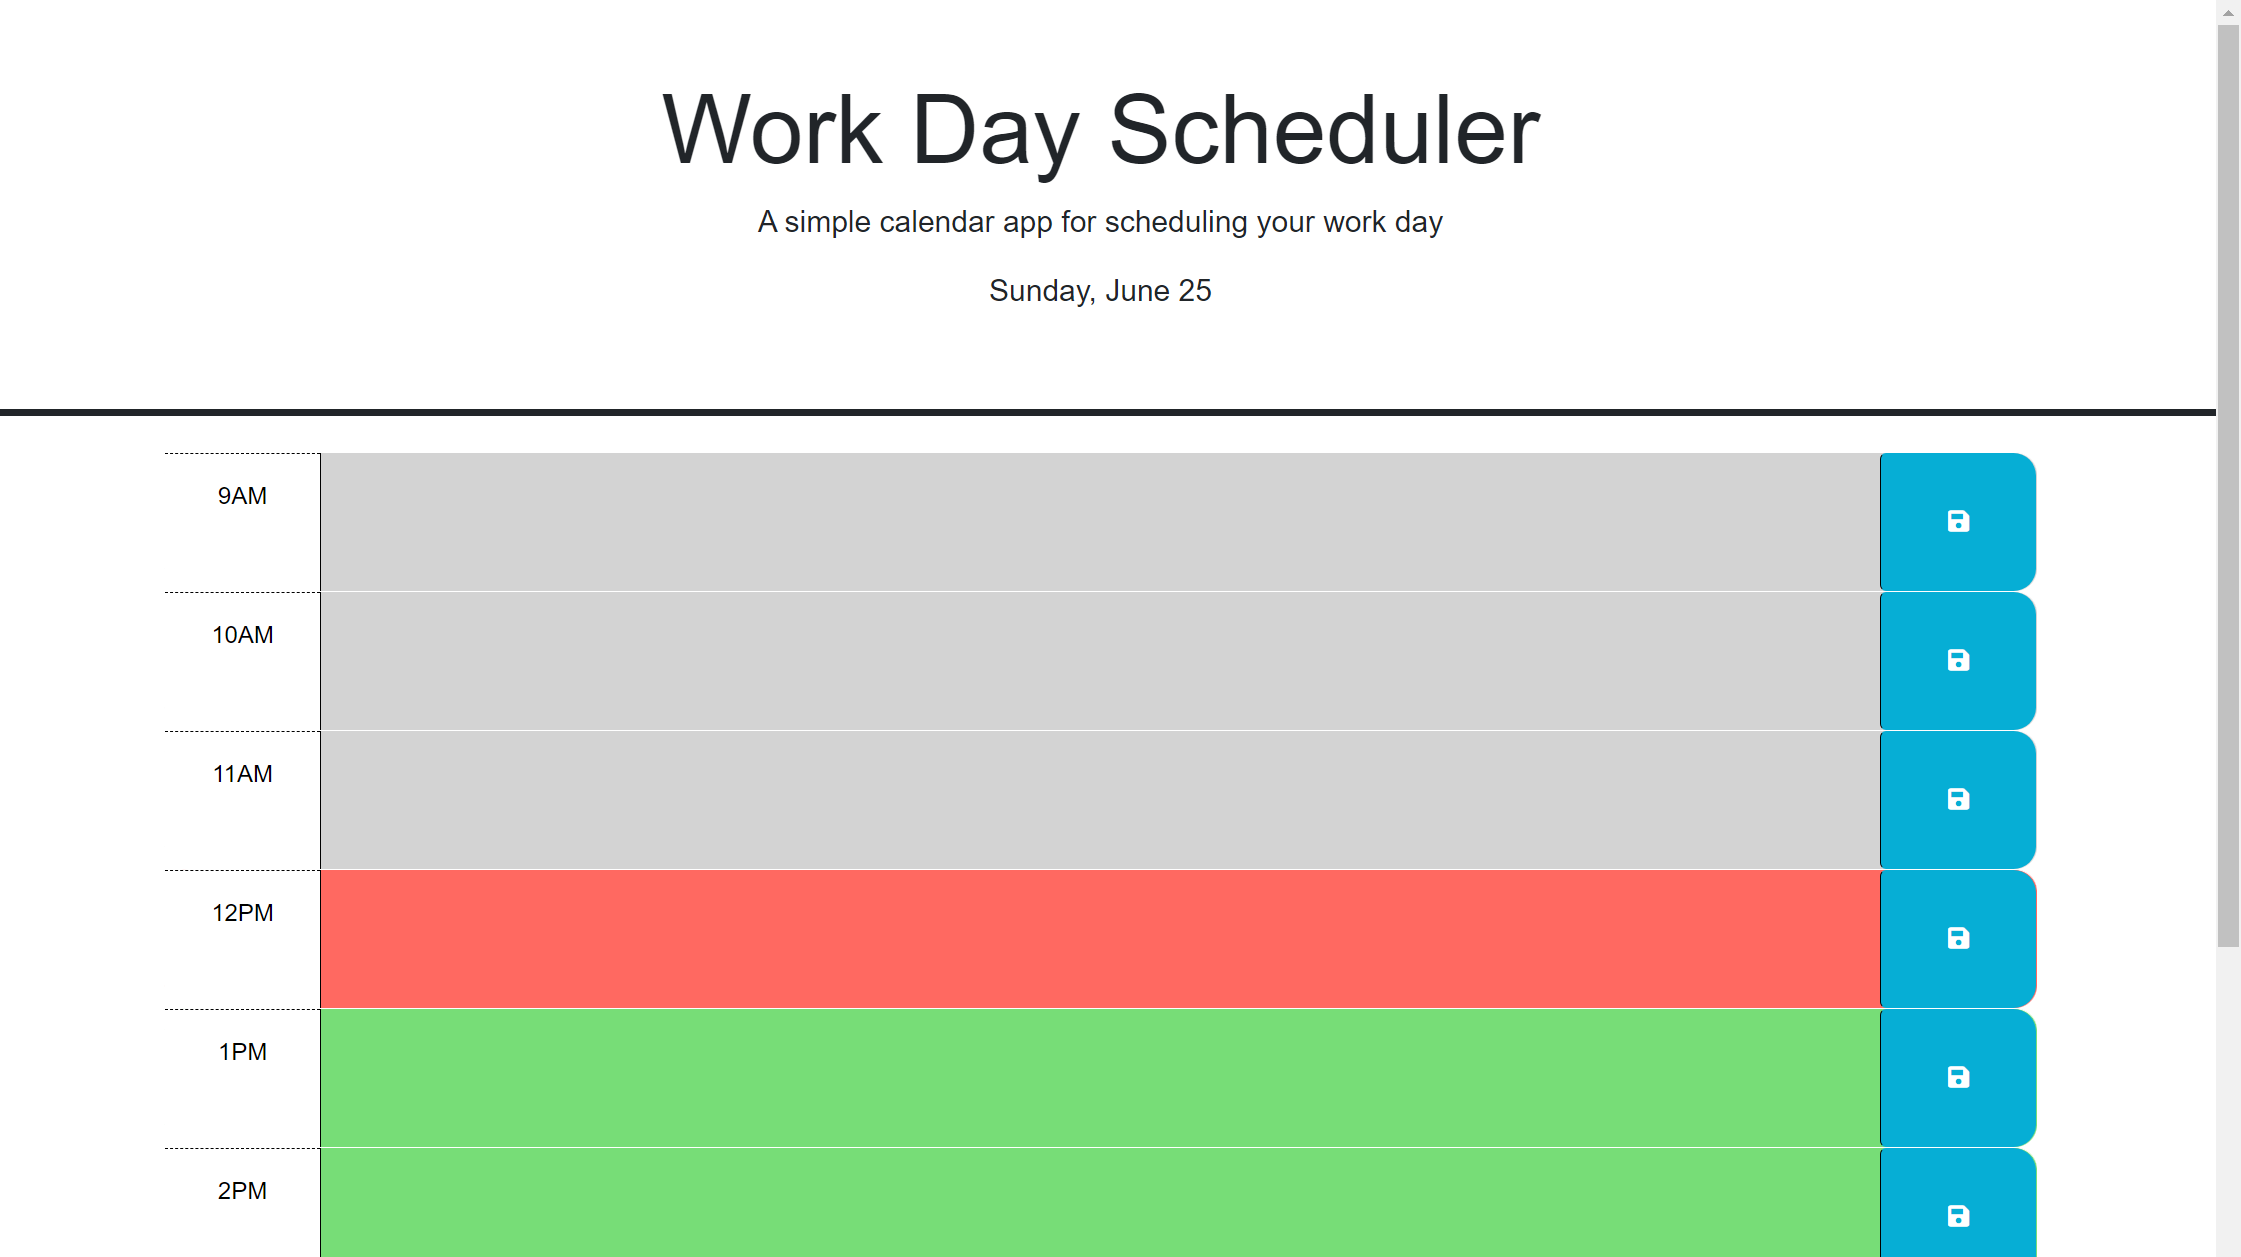 Work Day Scheduler
A simple calendar app for scheduling your work day
Sunday, June 25
9AM
10AM
11AM
12PM
1PM
2PM